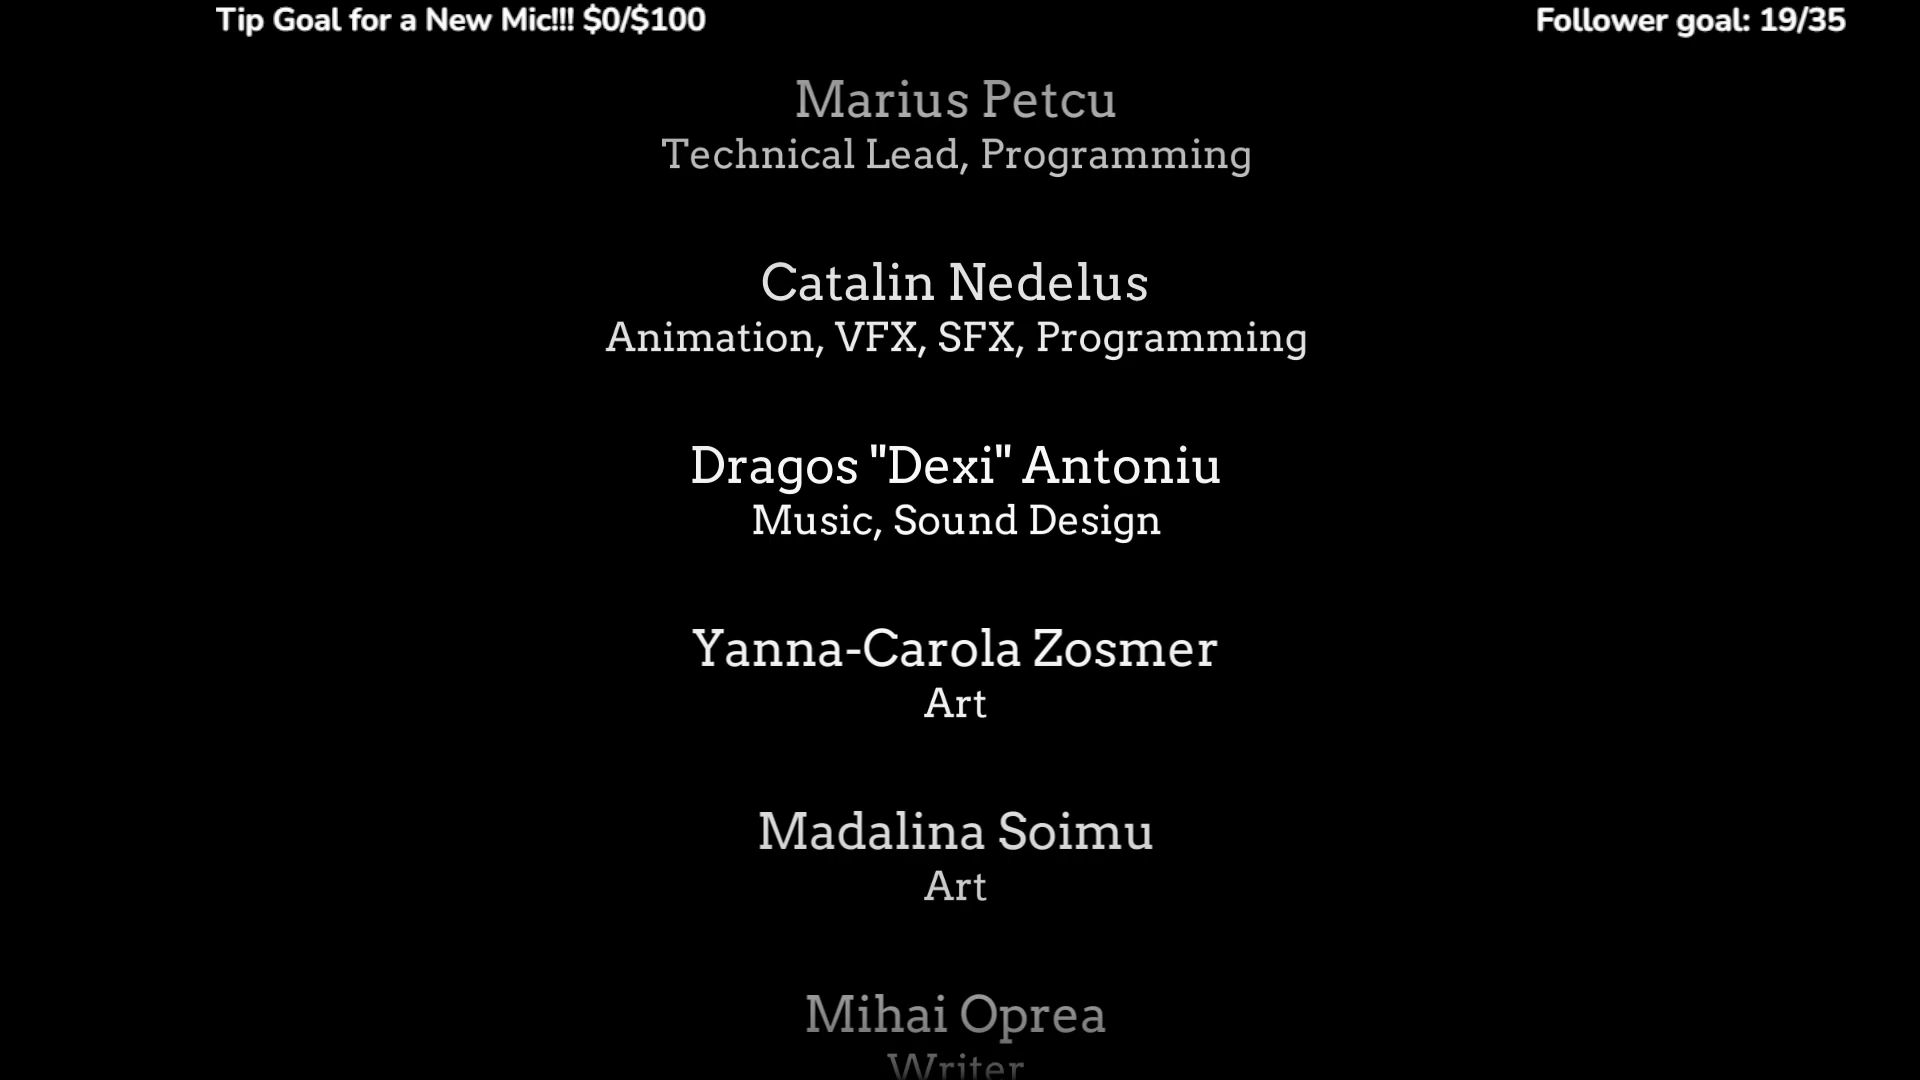 Tip Goal for a New Mic!!! $0/$100
Follower goal: 19/35
Marius Petcu
Technical Lead, Programming
Catalin Nedelus
Animation, VFX, SFX, Programming
Dragos "Dexi" Antoniu
Music, Sound Design
Yanna-Carola Zosmer
Art
Madalina Soimu
Art
Mihai Oprea
Writer